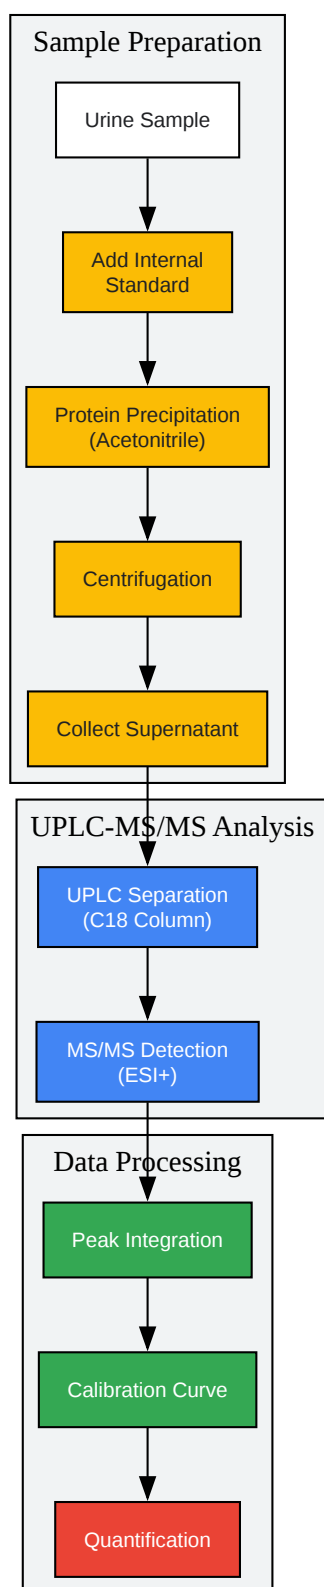 Sample Preparation
Urine Sample
Add Internal
Standard
Protein Precipitation
(Acetonitrile)
Centrifugation
Collect Supernatant
UPLC-MS/MS Analysis
UPLC Separation
(C18 Column)
MS/MS Detection
(ESI+)
Data Processing
Peak Integration
Calibration Curve
Quantification